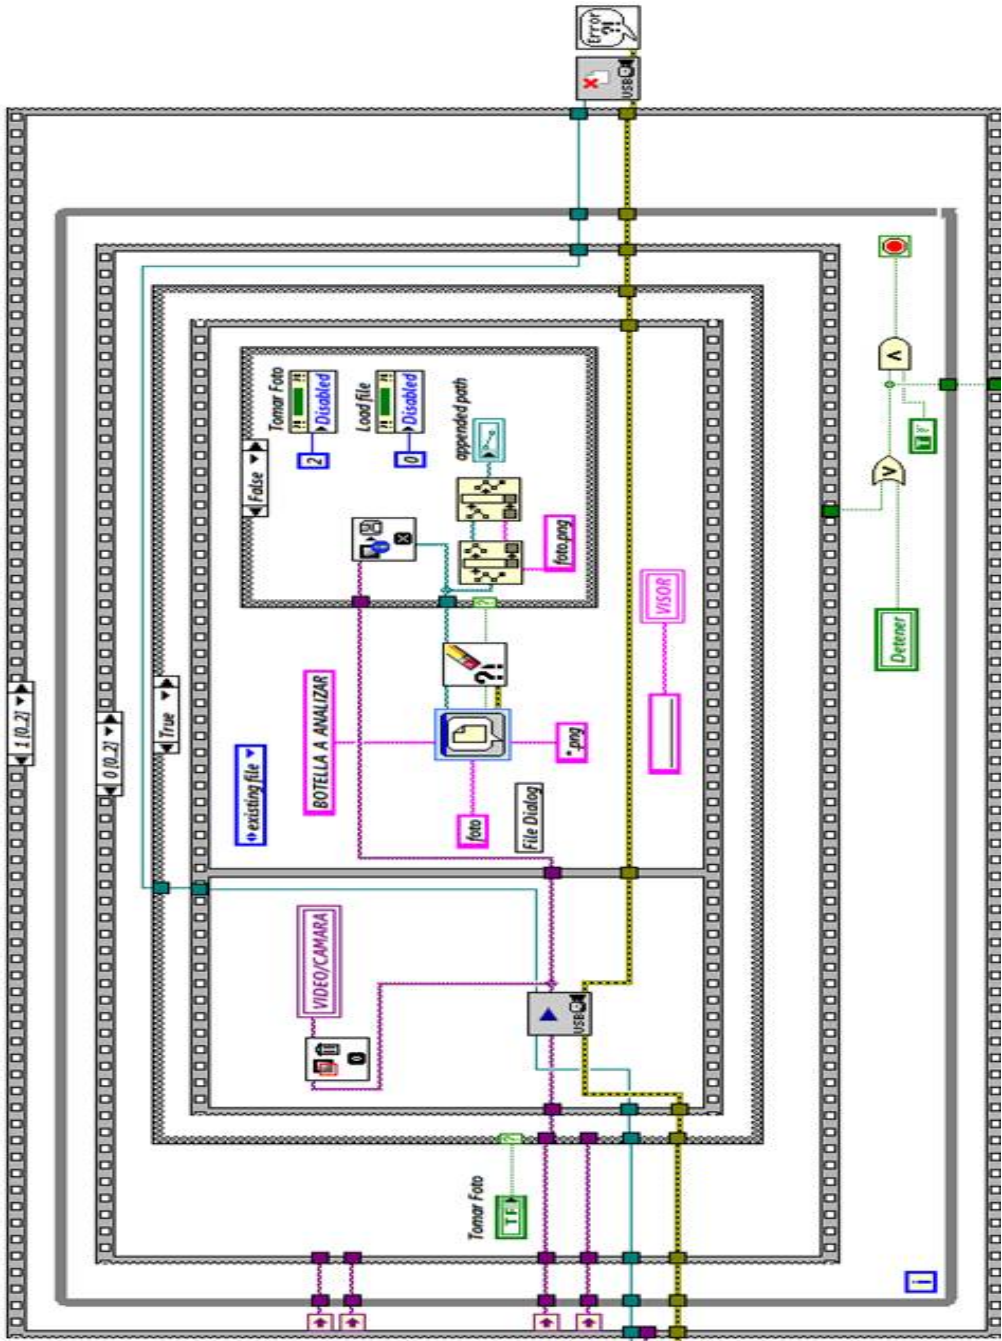 1 [0..2]
0 [0..2]
True
existing file
BOTELLA A ANALIZAR
foto
*.png
File Dialog
False
Tomar Foto
2
Disabled
Load file
0
Disabled
appended path
foto.png
VISOR
VIDEO/CAMARA
0
USB
Tomar Foto
TF
Detener
T
i
USB
Error
?!
?!